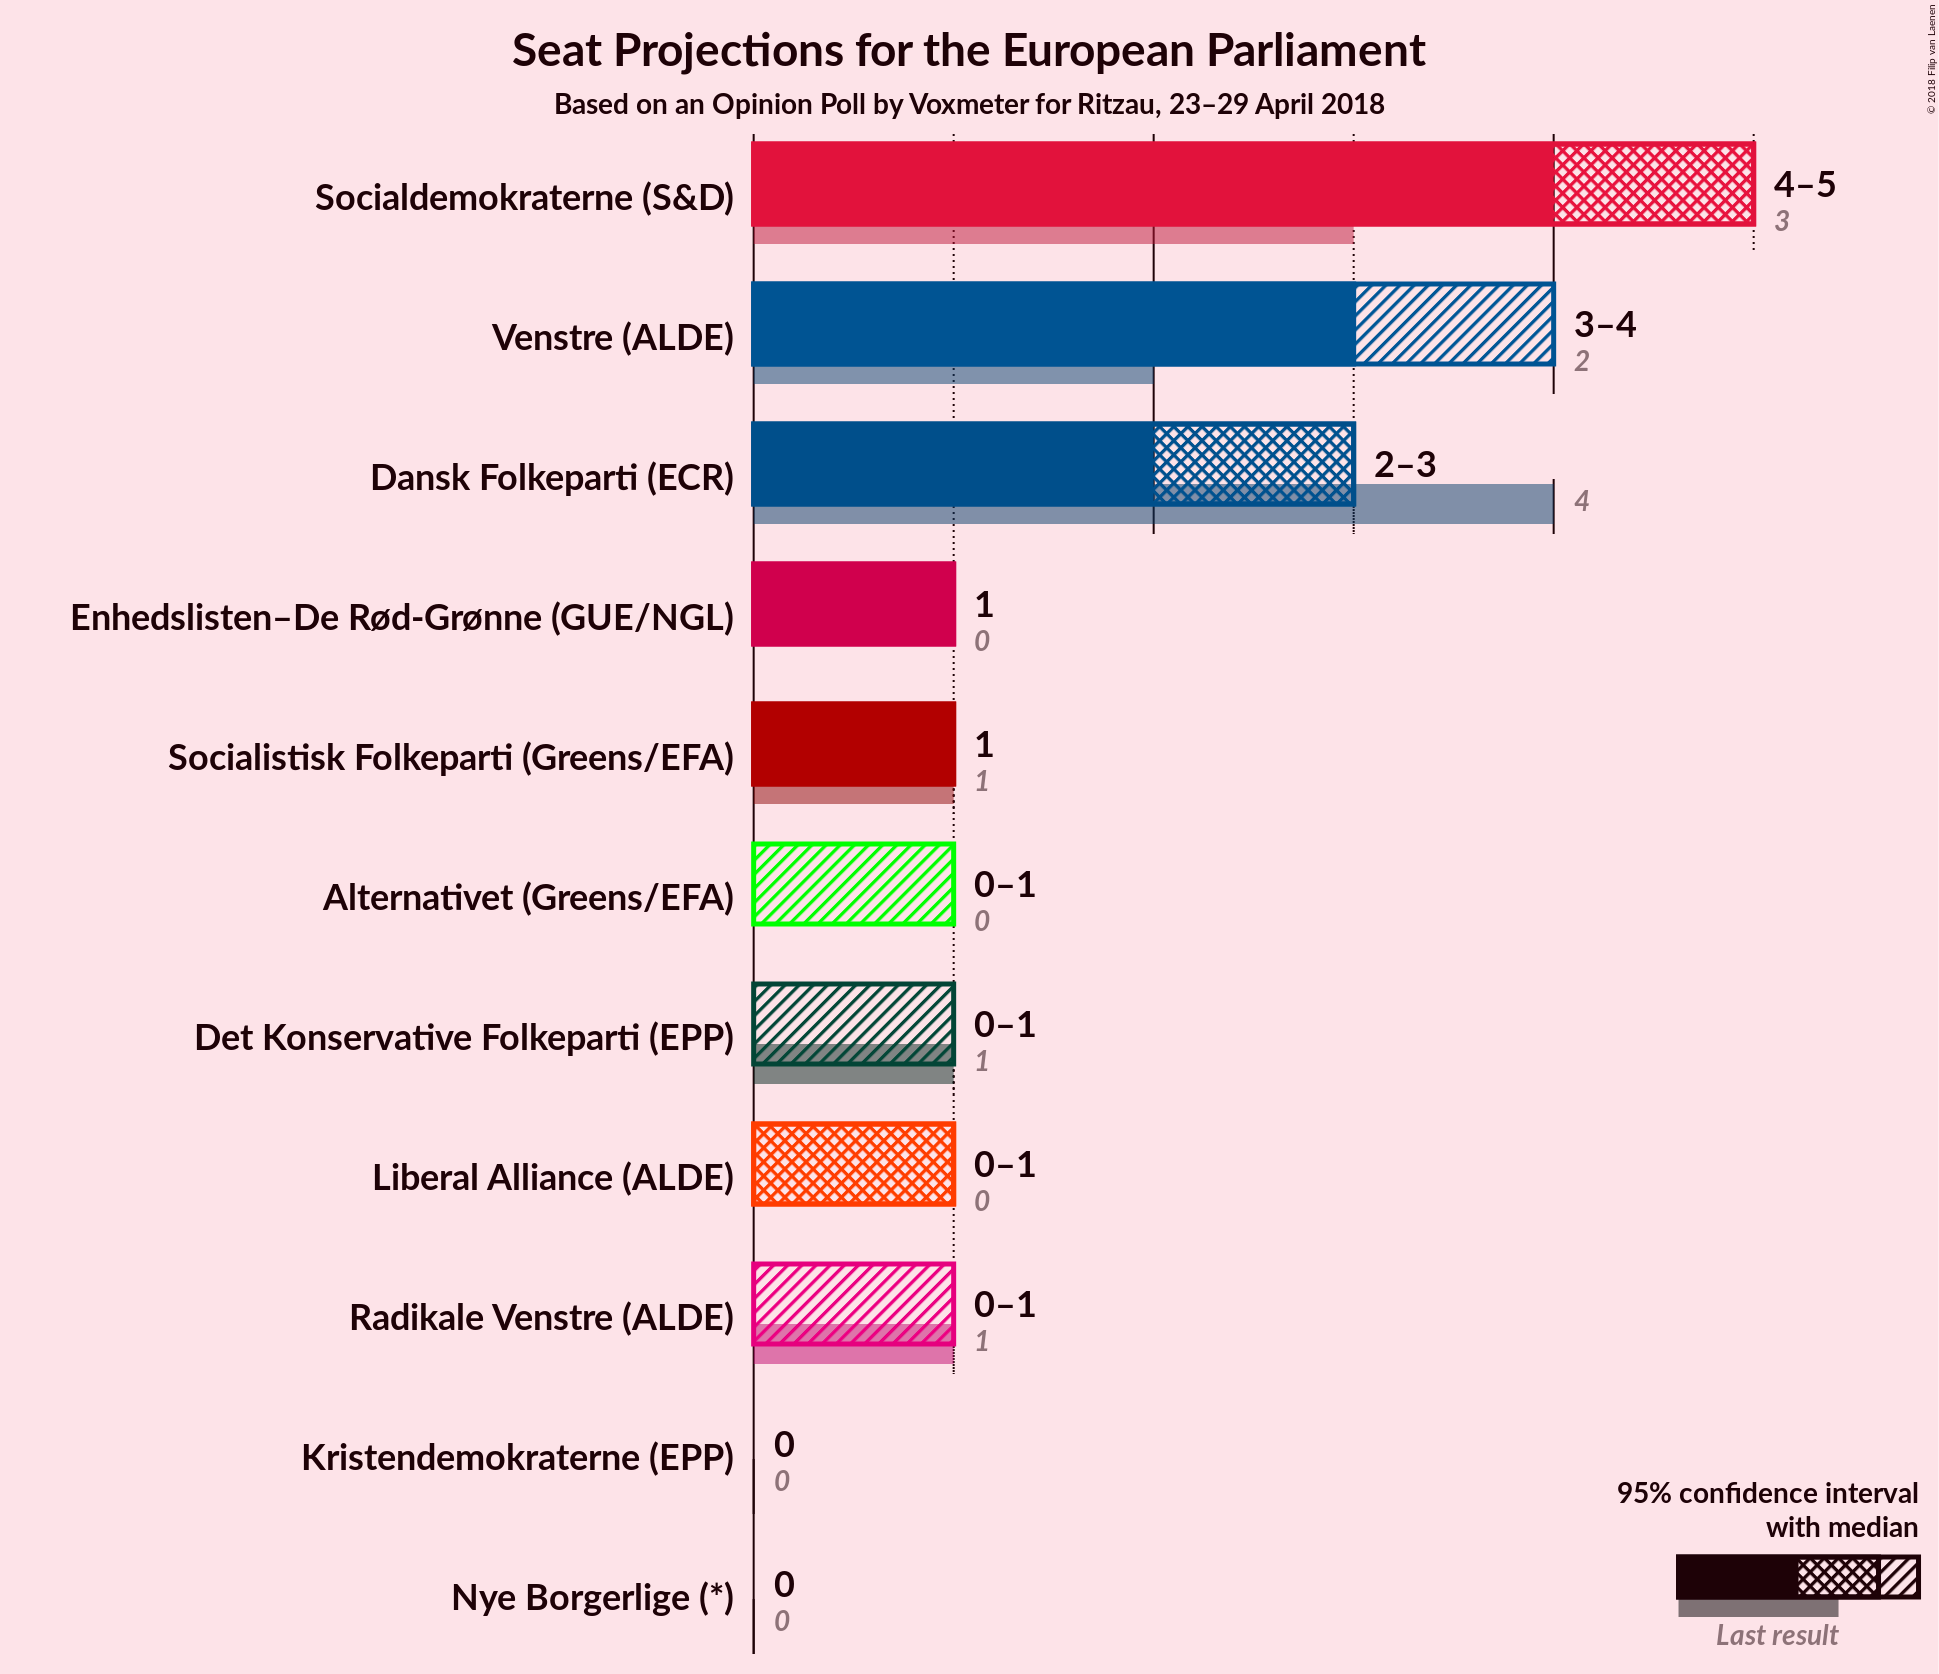 Seat Projections for the European Parliament
Based on an Opinion Poll by Voxmeter for Ritzau, 23–29 April 2018
© 2018 Filip van Laenen
Socialdemokraterne (S&D)
4–5
3
Venstre (ALDE)
3–4
2
Dansk Folkeparti (ECR)
2–3
4
Enhedslisten–De Rød-Grønne (GUE/NGL)
1
0
Socialistisk Folkeparti (Greens/EFA)
1
1
Alternativet (Greens/EFA)
0–1
0
Det Konservative Folkeparti (EPP)
0–1
1
Liberal Alliance (ALDE)
0–1
0
Radikale Venstre (ALDE)
0–1
1
Kristendemokraterne (EPP)
0
0
Nye Borgerlige (*)
0
0
95% confidence interval
with median
Last result